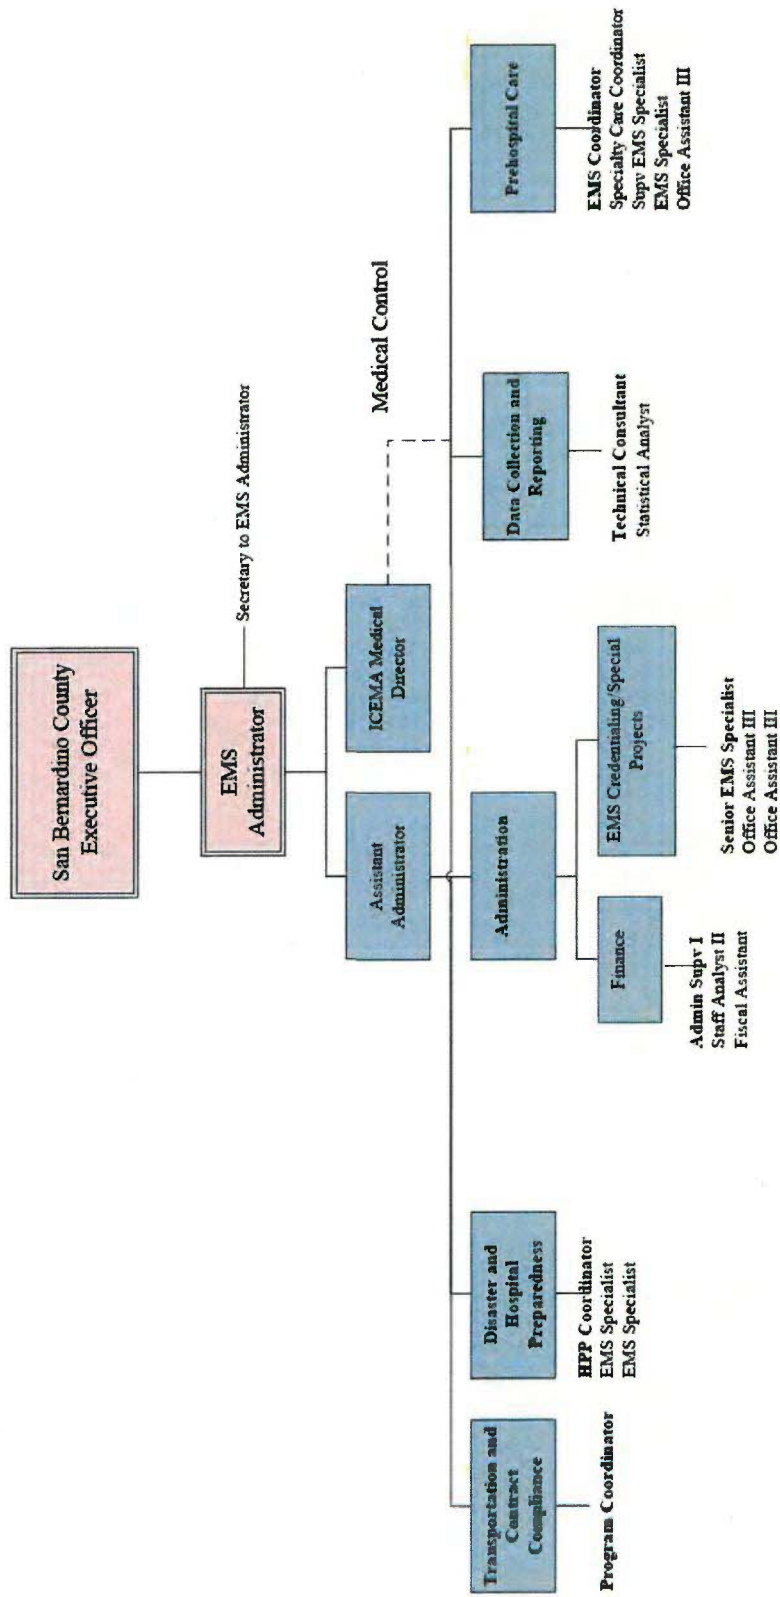 San Bernardino County
Executive Officer
EMS
Administrator
Secretary to EMS Administrator
Assistant
Administrator
ICEMA Medical
Director
Medical Control
Transportation and
Contract
Compliance
Program Coordinator
Disaster and
Hospital
Preparedness
HPP Coordinator
EMS Specialist
EMS Specialist
Administration
Finance
Admin Supv I
Staff Analyst II
Fiscal Assistant
EMS Credentialing/Special
Projects
Senior EMS Specialist
Office Assistant III
Office Assistant III
Data Collection and
Reporting
Technical Consultant
Statistical Analyst
Prehospital Care
EMS Coordinator
Specialty Care Coordinator
Supv EMS Specialist
EMS Specialist
Office Assistant III